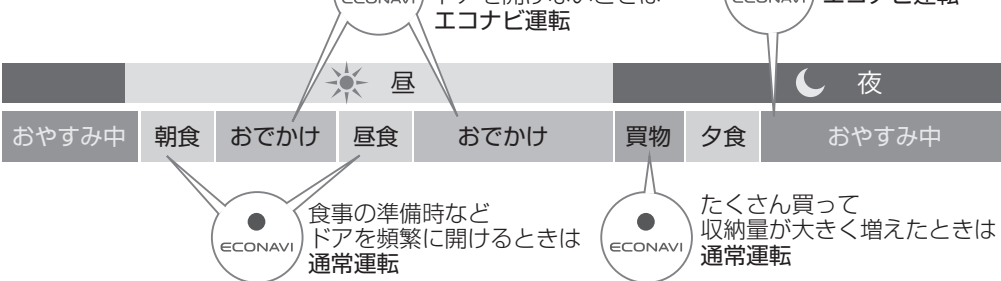 エコナビ運転
昼
夜
おやすみ中
朝食
おでかけ
昼食
おでかけ
買物
夕食
おやすみ中
ECONAVI
食事の準備時など
ドアを頻繁に開けるときは
通常運転
ECONAVI
たくさん買って
収納量が大きく増えたときは
通常運転